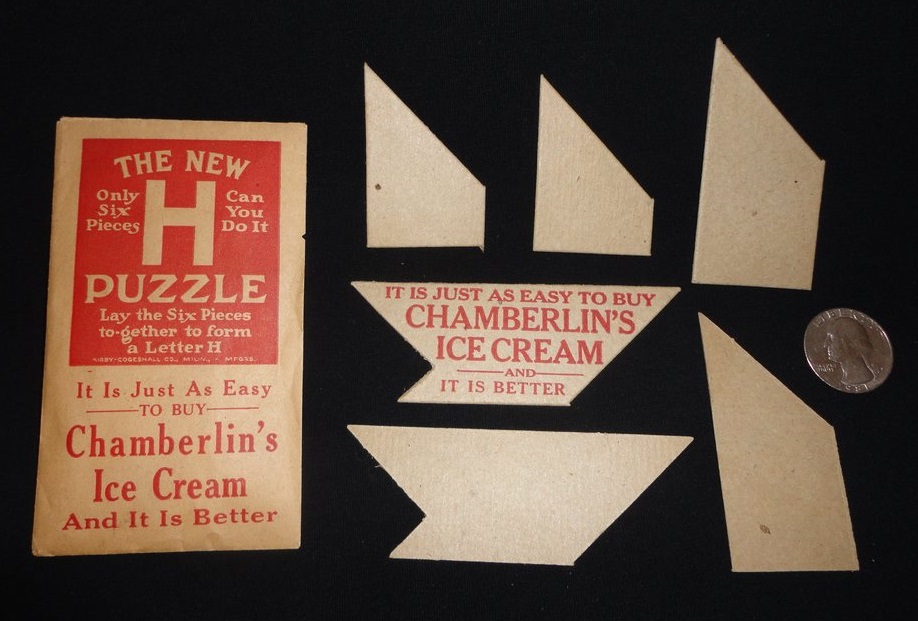 THE NEW
Only Six Pieces
H
Can You Do It
PUZZLE
Lay the Six Pieces
to-gether to form
a Letter H
It Is Just As Easy
TO BUY
Chamberlin's
Ice Cream
And It Is Better
IT IS JUST AS EASY TO BUY
CHAMBERLIN'S
ICE CREAM
AND
IT IS BETTER